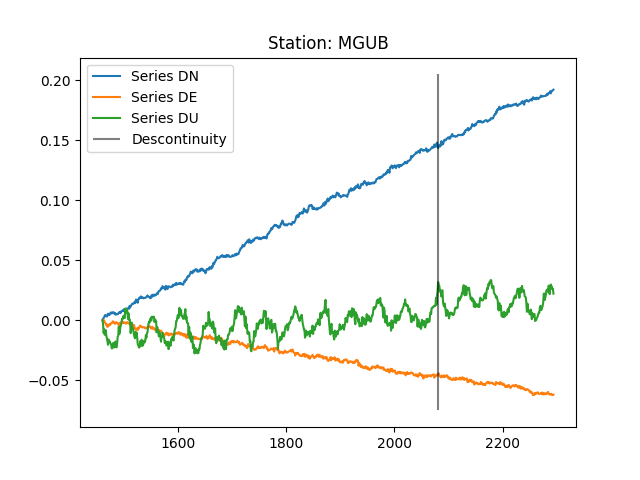 Station: MGUB
Series DN
Series DE
Series DU
Descontinuity
0.20
0.15
0.10
0.05
0.00
−0.05
1600 1800 2000 2200